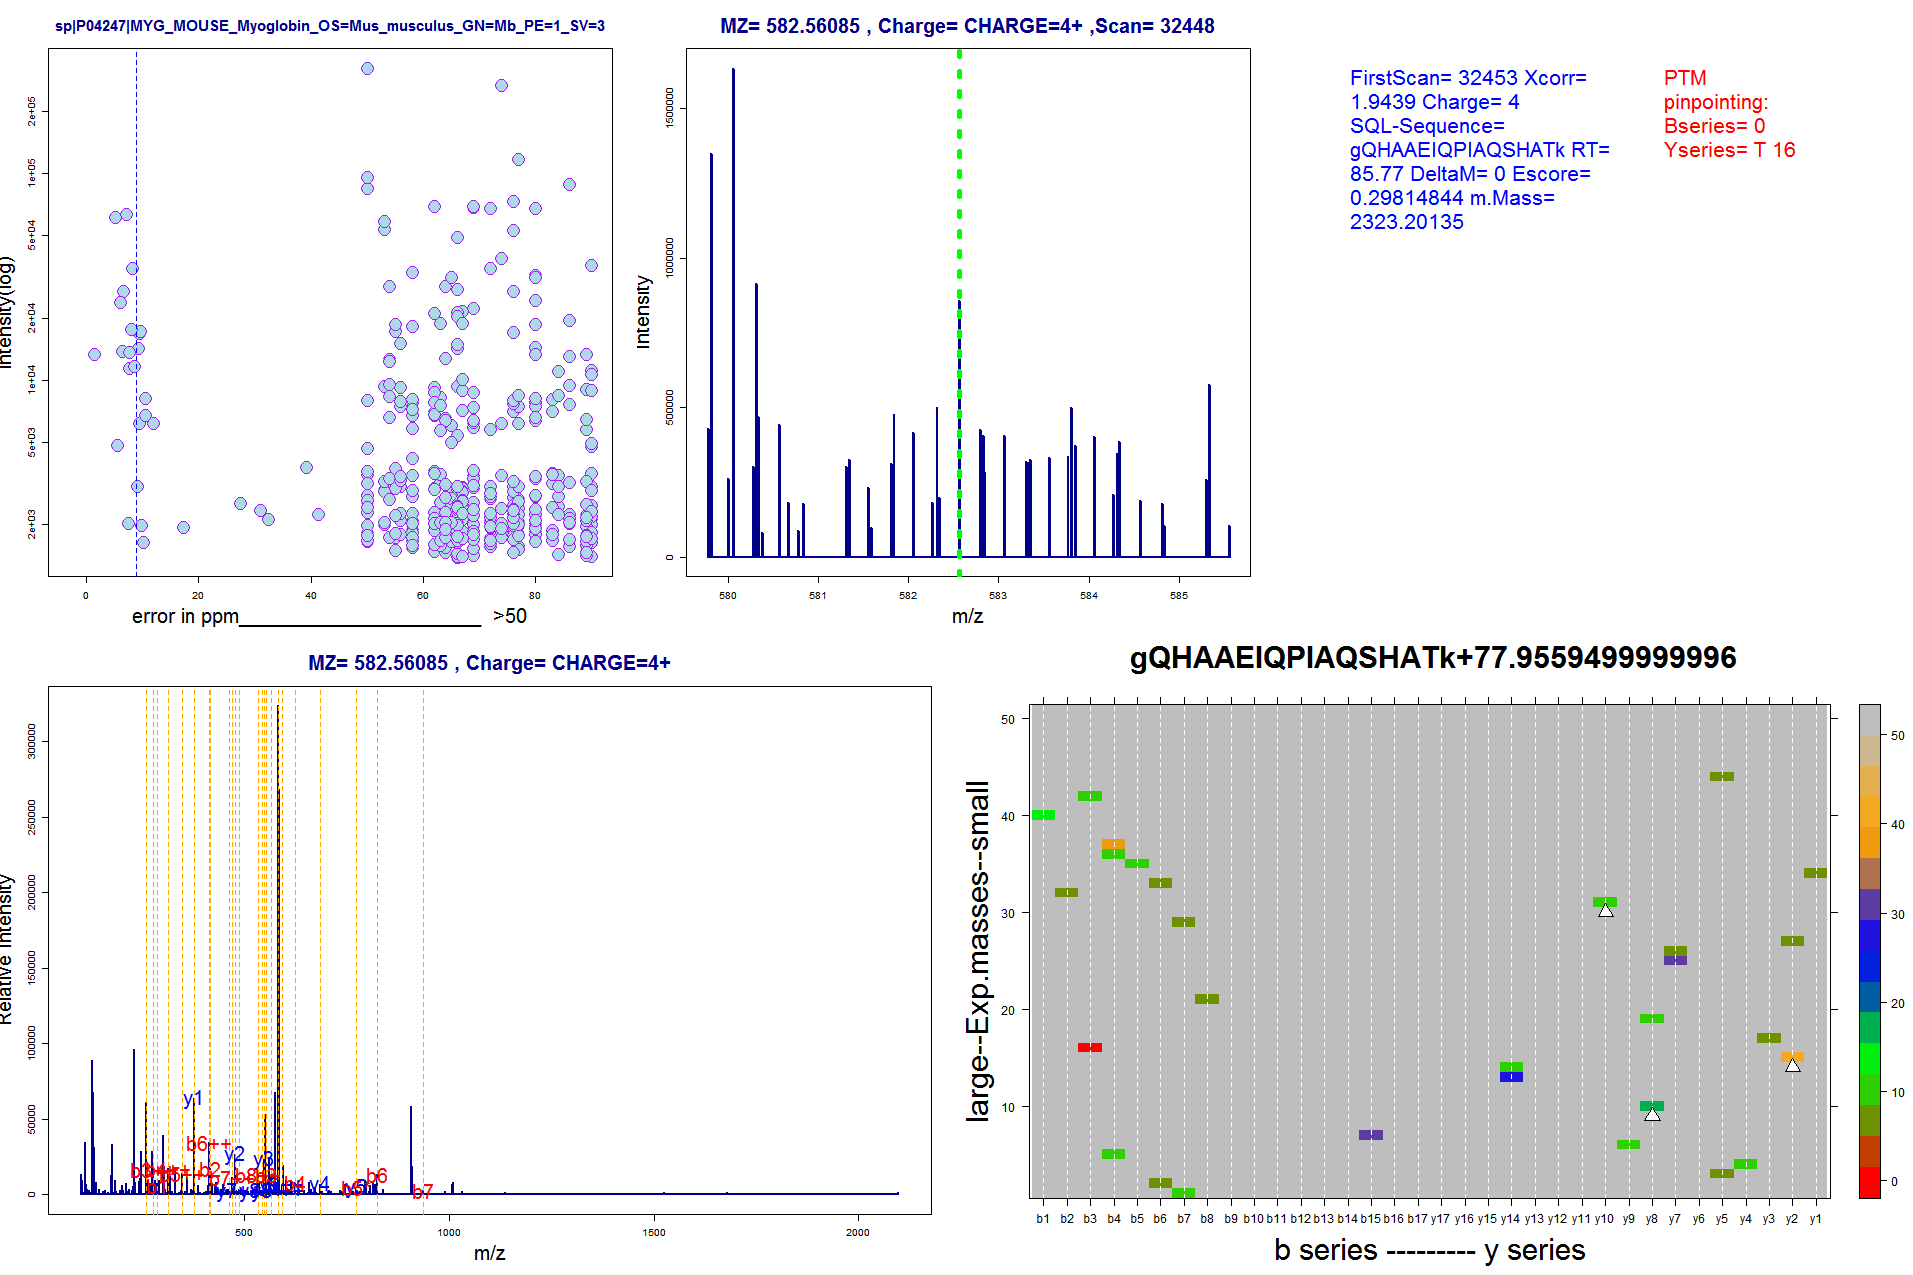 sp|P04247|MYG_MOUSE_Myoglobin_OS=Mus_musculus_GN=Mb_PE=1_SV=3
Intensity(log)
2e+05
1e+05
5e+04
2e+04
1e+04
5e+03
2e+03
0 20 40 60 80
error in ppm______________________ >50
MZ= 582.56085 , Charge= CHARGE=4+ ,Scan= 32448
Intensity
1500000
1000000
500000
0
580 581 582 583 584 585
m/z
FirstScan= 32453 Xcorr=
1.9439 Charge= 4
SQL-Sequence=
gQHAAEIQPIAQSHATk RT=
85.77 DeltaM= 0 Escore=
0.29814844 m.Mass=
2323.20135
PTM
pinpointing:
Bseries= 0
Yseries= T 16
MZ= 582.56085 , Charge= CHARGE=4+
Relative Intensity
300000
250000
200000
150000
100000
50000
0
y1
b6++
y2
y3
b2
y4
b4
b6
b7
500 1000 1500 2000
m/z
gQHAAEIQPIAQSHATk+77.9559499999996
large--Exp.masses--small
50
40
30
20
10
b1 b2 b3 b4 b5 b6 b7 b8 b9 b10 b11 b12 b13 b14 b15 b16 b17 y17 y16 y15 y14 y13 y12 y11 y10 y9 y8 y7 y6 y5 y4 y3 y2 y1
b series --------- y series
50
40
30
20
10
0